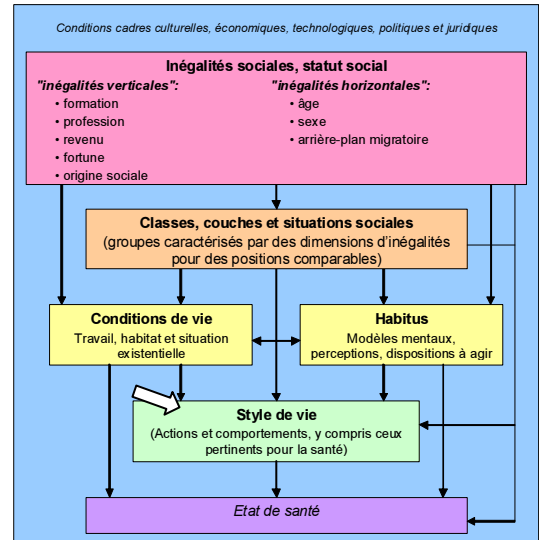 Conditions cadres culturelles, économiques, technologiques, politiques et juridiques
Inégalités sociales, statut social
"inégalités verticales":
• formation
• profession
• revenu
• fortune
• origine sociale
"inégalités horizontales":
• âge
• sexe
• arrière-plan migratoire
Classes, couches et situations sociales
(groupes caractérisés par des dimensions d'inégalités
pour des positions comparables)
Conditions de vie
Travail, habitat et situation
existentielle
Habitus
Modèles mentaux,
perceptions, dispositions à agir
Style de vie
(Actions et comportements, y compris ceux
pertinents pour la santé)
Etat de santé